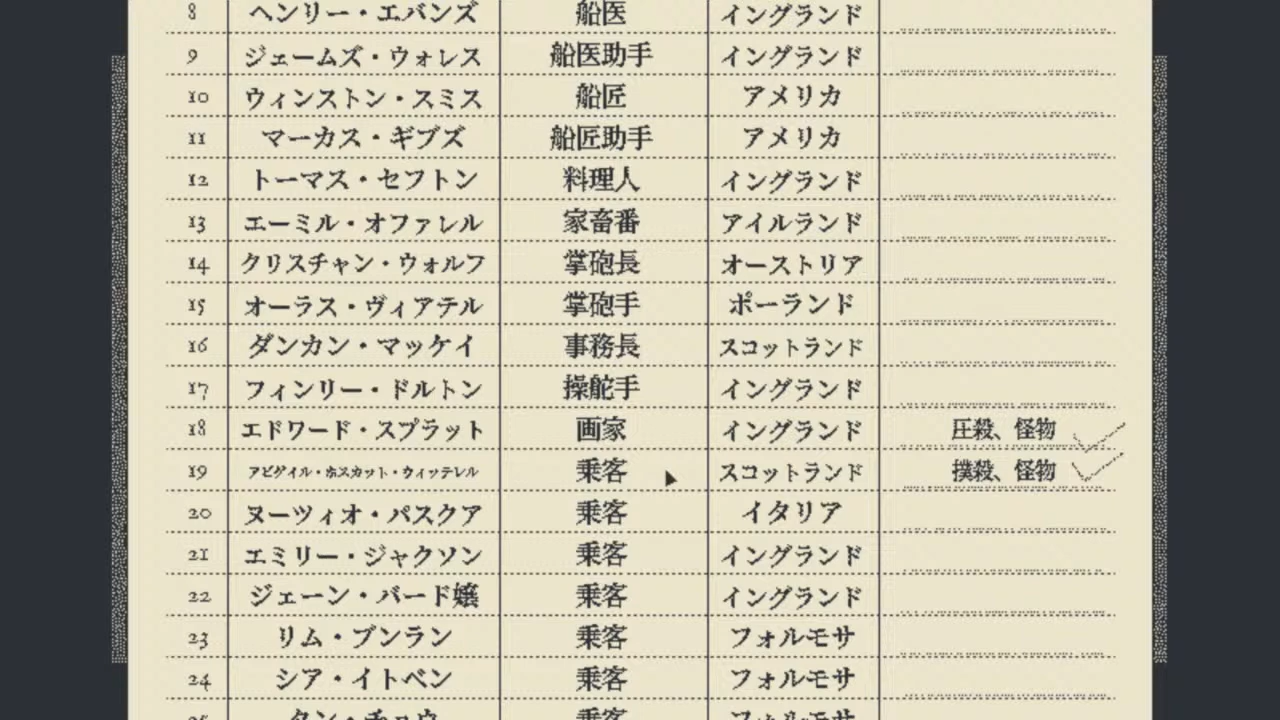 8 ヘンリー・エバンズ 船医 イングランド
9 ジェームズ・ウォレス 船医助手 イングランド
10 ウィンストン・スミス 船匠 アメリカ
11 マーカス・ギブズ 船匠助手 アメリカ
12 トーマス・セフトン 料理人 イングランド
13 エーミル・オファレル 家畜番 アイルランド
14 クリスチャン・ウォルフ 掌砲長 オーストリア
15 オーラス・ヴィアテル 掌砲手 ポーランド
16 ダンカン・マッケイ 事務長 スコットランド
17 フィンリー・ドルトン 操舵手 イングランド
18 エドワード・スプラット 画家 イングランド 圧殺、怪物
19 アビゲイル・ホスカット・ウィッテレル 乗客 スコットランド 撲殺、怪物
20 ヌーツィオ・パスクア 乗客 イタリア
21 エミリー・ジャクソン 乗客 イングランド
22 ジェーン・バード嬢 乗客 イングランド
23 リム・ブンラン 乗客 フォルモサ
24 シア・イトベン 乗客 フォルモサ
25 タン・チョウ 乗客 フォルモサ